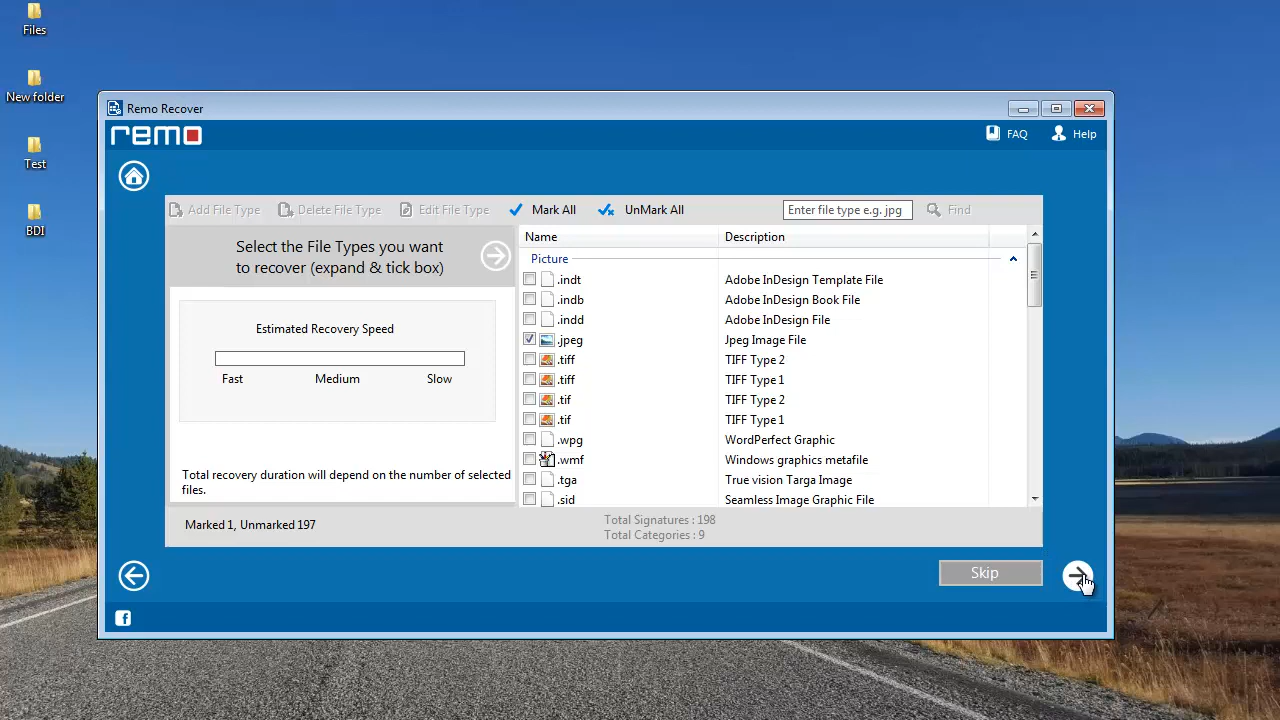 Files
New folder
Test
BDI
Remo Recover
remo
FAQ
Help
Add File Type
Delete File Type
Edit File Type
Mark All
UnMark All
Enter file type e.g. jpg
Find
Select the File Types you want
to recover (expand & tick box)
Estimated Recovery Speed
Fast Medium Slow
Total recovery duration will depend on the number of selected
files.
Name Description
Picture
.indt Adobe InDesign Template File
.indb Adobe InDesign Book File
.indd Adobe InDesign File
.jpeg Jpeg Image File
.tiff TIFF Type 2
.tiff TIFF Type 1
.tif TIFF Type 2
.tif TIFF Type 1
.wpg WordPerfect Graphic
.wmf Windows graphics metafile
.tga True vision Targa Image
.sid Seamless Image Graphic File
Marked 1, Unmarked 197
Total Signatures : 198
Total Categories : 9
Skip
f